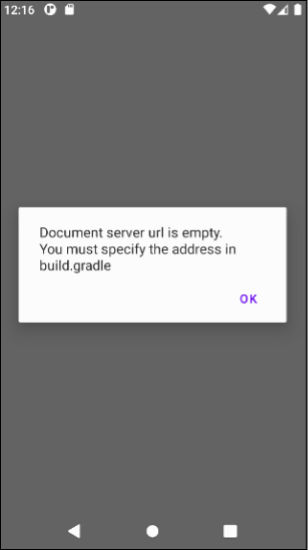 12:16
Document server url is empty.
You must specify the address in
build.gradle
OK